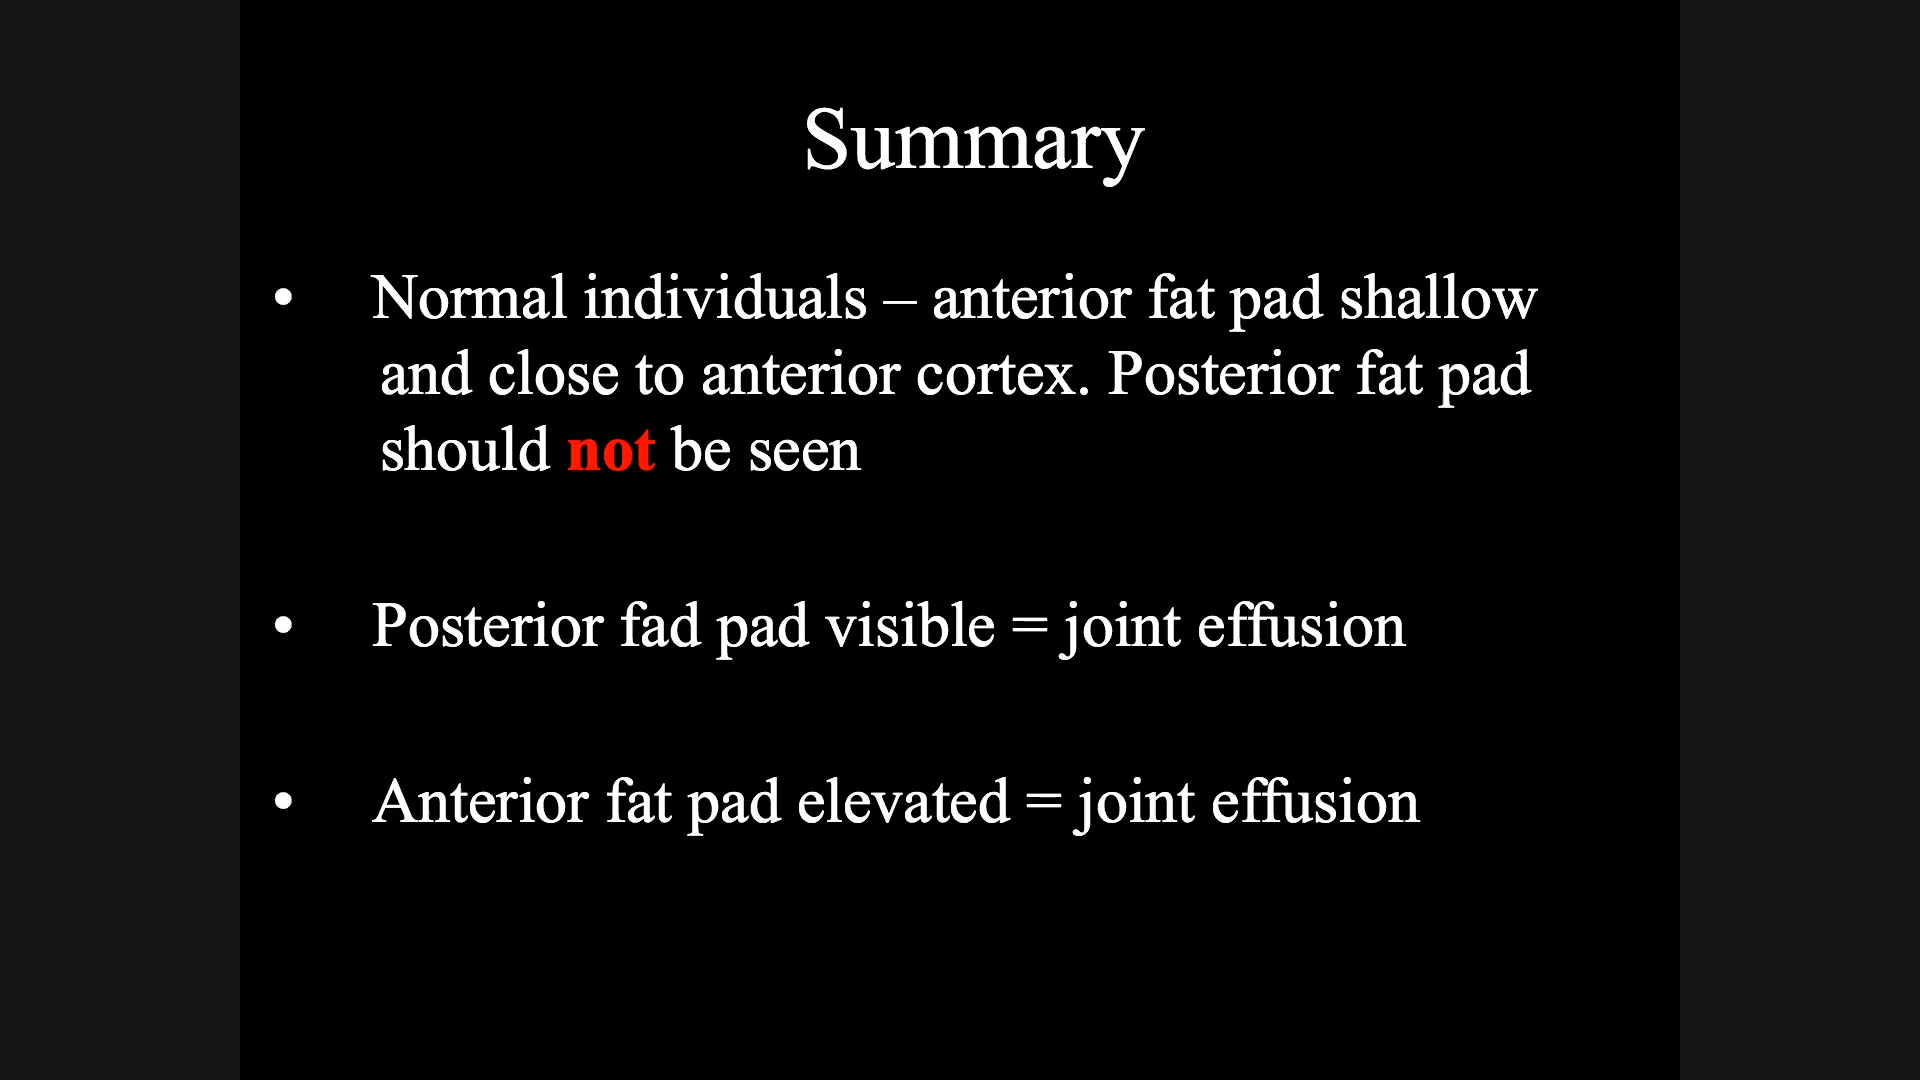 Summary
• Normal individuals – anterior fat pad shallow
and close to anterior cortex. Posterior fat pad
should not be seen
• Posterior fad pad visible = joint effusion
• Anterior fat pad elevated = joint effusion